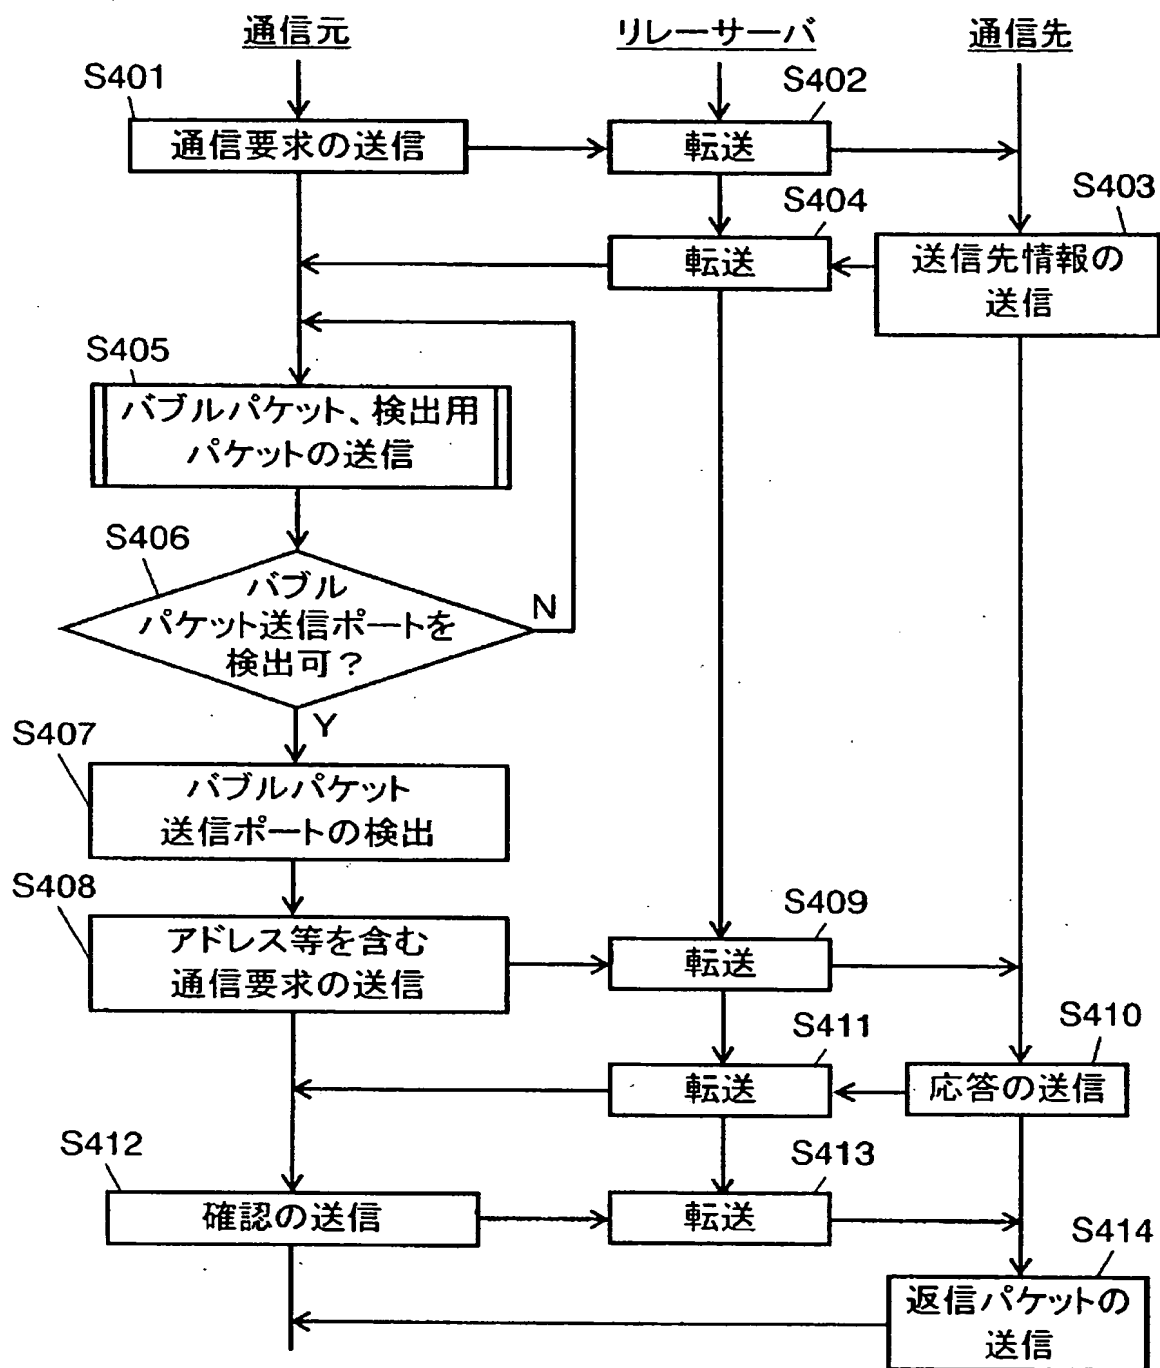 通信元
リレーサーバ
通信先
S401
通信要求の送信
S402
転送
S403
送信先情報の
送信
S404
転送
S405
バブルパケット、検出用
パケットの送信
S406
バブル
パケット送信ポートを
検出可?
N
Y
S407
バブルパケット
送信ポートの検出
S408
アドレス等を含む
通信要求の送信
S409
転送
S410
応答の送信
S411
転送
S412
確認の送信
S413
転送
S414
返信パケットの
送信